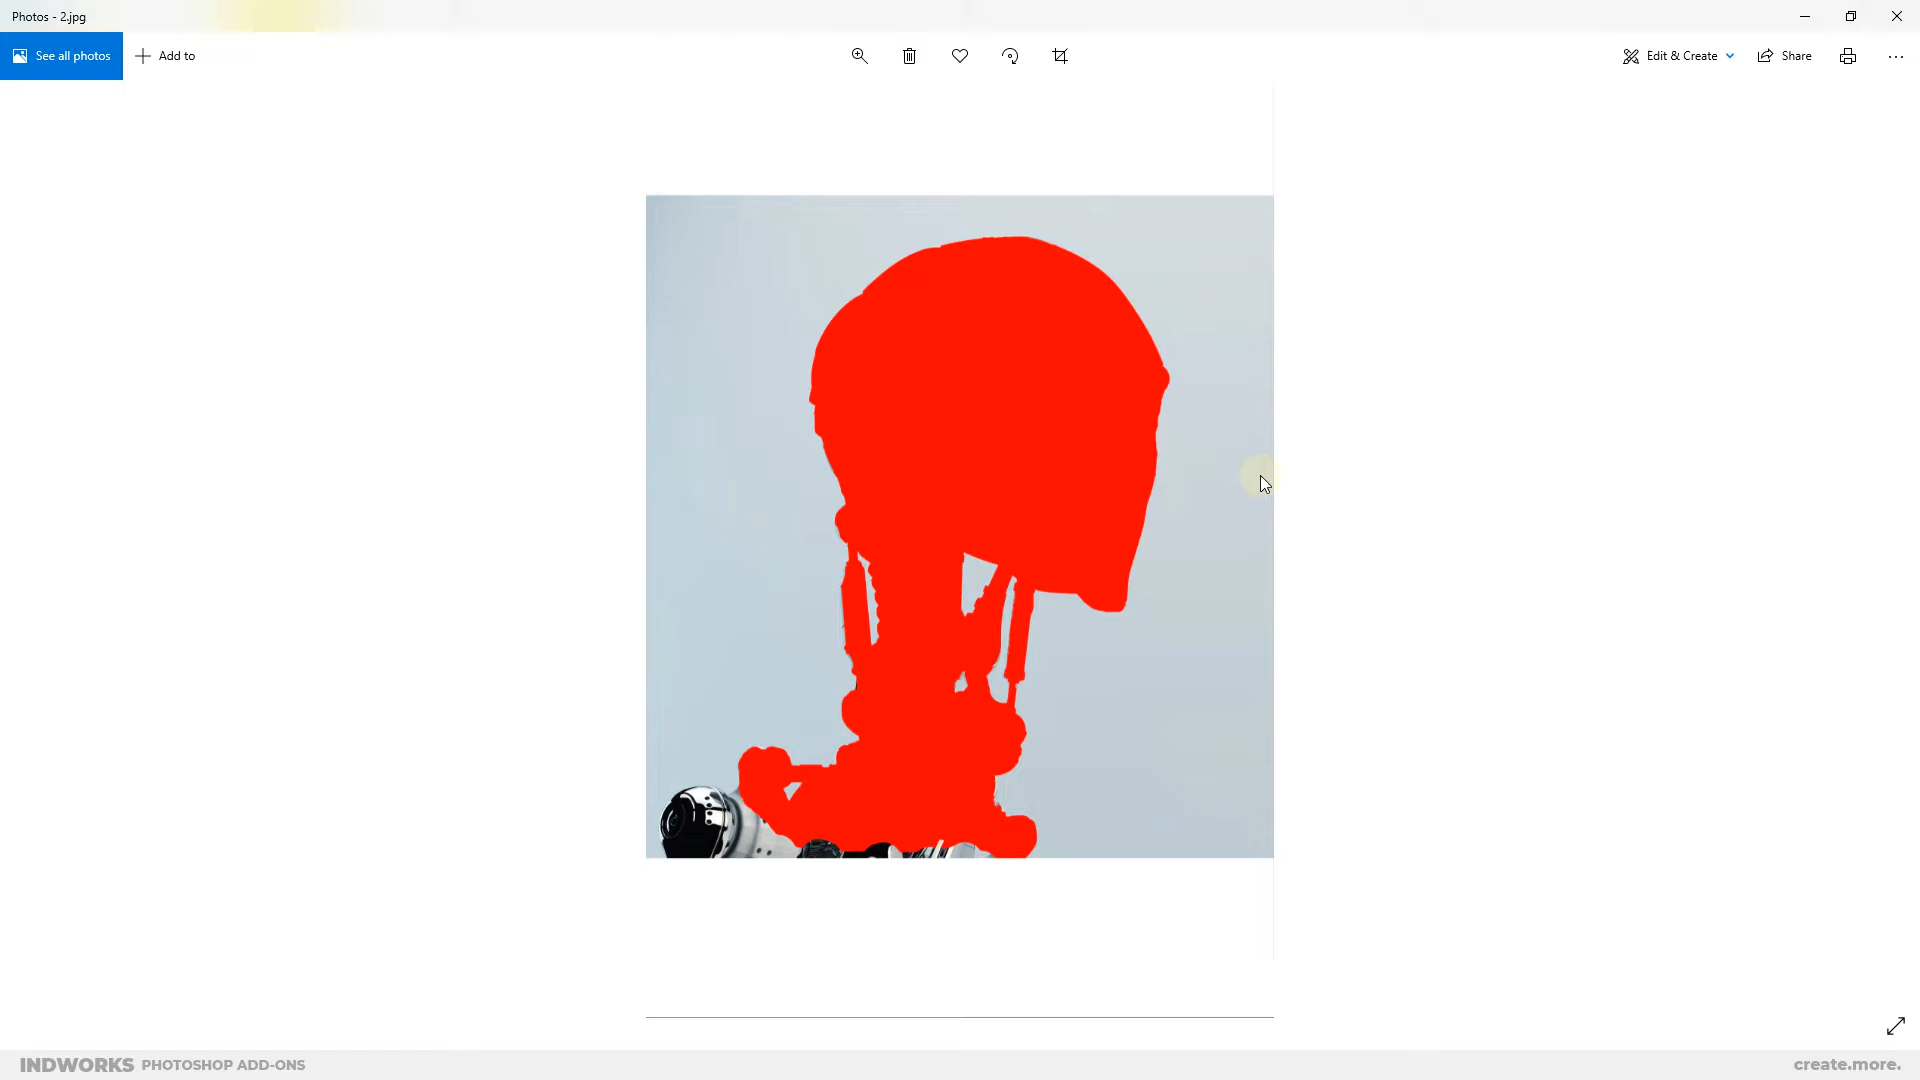 Photos - 2.jpg
See all photos
Add to
Edit & Create
Share
INDWORKS PHOTOSHOP ADD-ONS
create.more.